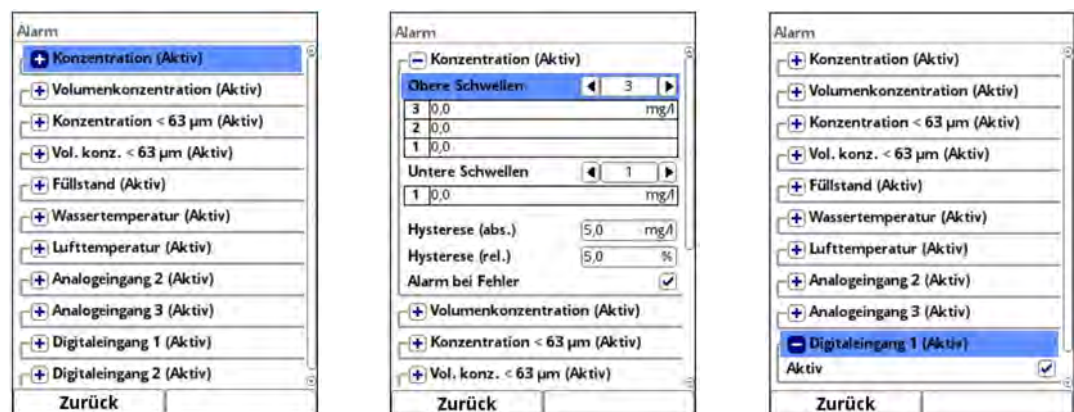 Alarm
Konzentration (Aktiv)
Volumenkonzentration (Aktiv)
Konzentration < 63 µm (Aktiv)
Vol. konz. < 63 µm (Aktiv)
Füllstand (Aktiv)
Wassertemperatur (Aktiv)
Lufttemperatur (Aktiv)
Analogeingang 2 (Aktiv)
Analogeingang 3 (Aktiv)
Digitaleingang 1 (Aktiv)
Digitaleingang 2 (Aktiv)
Zurück
Alarm
Konzentration (Aktiv)
Obere Schwellen 3
3 0,0 mg/l
2 0,0
1 0,0
Untere Schwellen 1
1 0,0 mg/l
Hysterese (abs.) 5,0 mg/l
Hysterese (rel.) 5,0 %
Alarm bei Fehler
Volumenkonzentration (Aktiv)
Konzentration < 63 µm (Aktiv)
Vol. konz. < 63 µm (Aktiv)
Zurück
Alarm
Konzentration (Aktiv)
Volumenkonzentration (Aktiv)
Konzentration < 63 µm (Aktiv)
Vol. konz. < 63 µm (Aktiv)
Füllstand (Aktiv)
Wassertemperatur (Aktiv)
Lufttemperatur (Aktiv)
Analogeingang 2 (Aktiv)
Analogeingang 3 (Aktiv)
Digitaleingang 1 (Aktiv)
Aktiv
Zurück